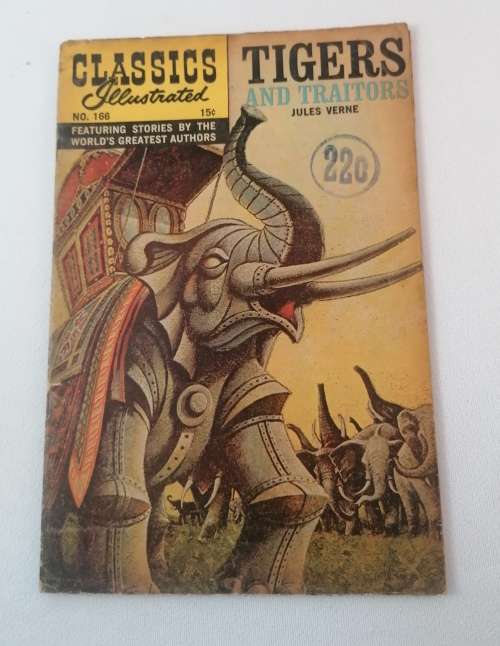 CLASSICS
Illustrated
NO. 166 15¢
FEATURING STORIES BY THE
WORLD'S GREATEST AUTHORS
TIGERS
AND TRAITORS
JULES VERNE
22c